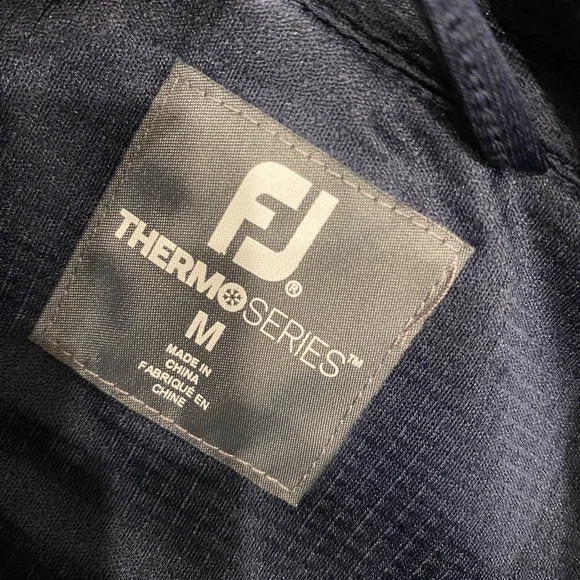 FJ®
THERMOSERIES™
M
MADE IN
CHINA
FABRIQUÉ EN
CHINE